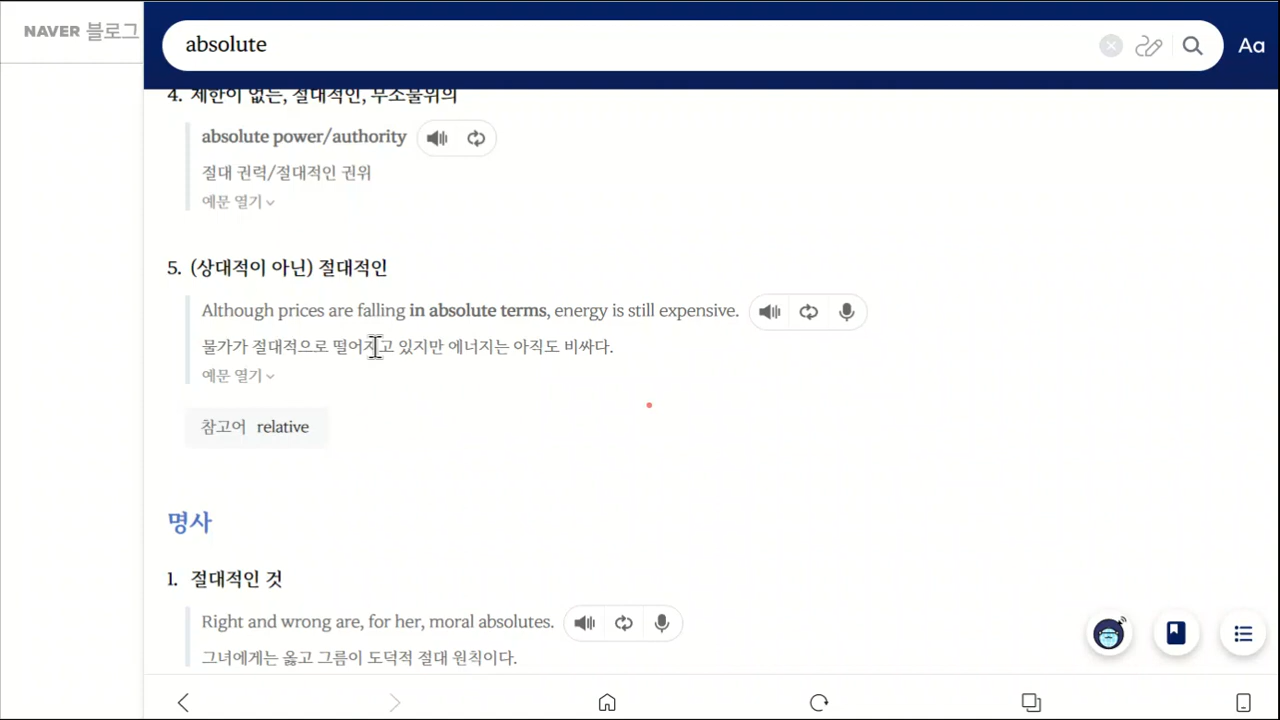 NAVER 블로그
absolute
Aa
4. 제한이 없는, 절대적인, 무소불위의
absolute power/authority
절대 권력/절대적인 권위
예문 열기
5. (상대적이 아닌) 절대적인
Although prices are falling in absolute terms, energy is still expensive.
물가가 절대적으로 떨어지고 있지만 에너지는 아직도 비싸다.
예문 열기
참고어 relative
명사
1. 절대적인 것
Right and wrong are, for her, moral absolutes.
그녀에게는 옳고 그름이 도덕적 절대 원칙이다.